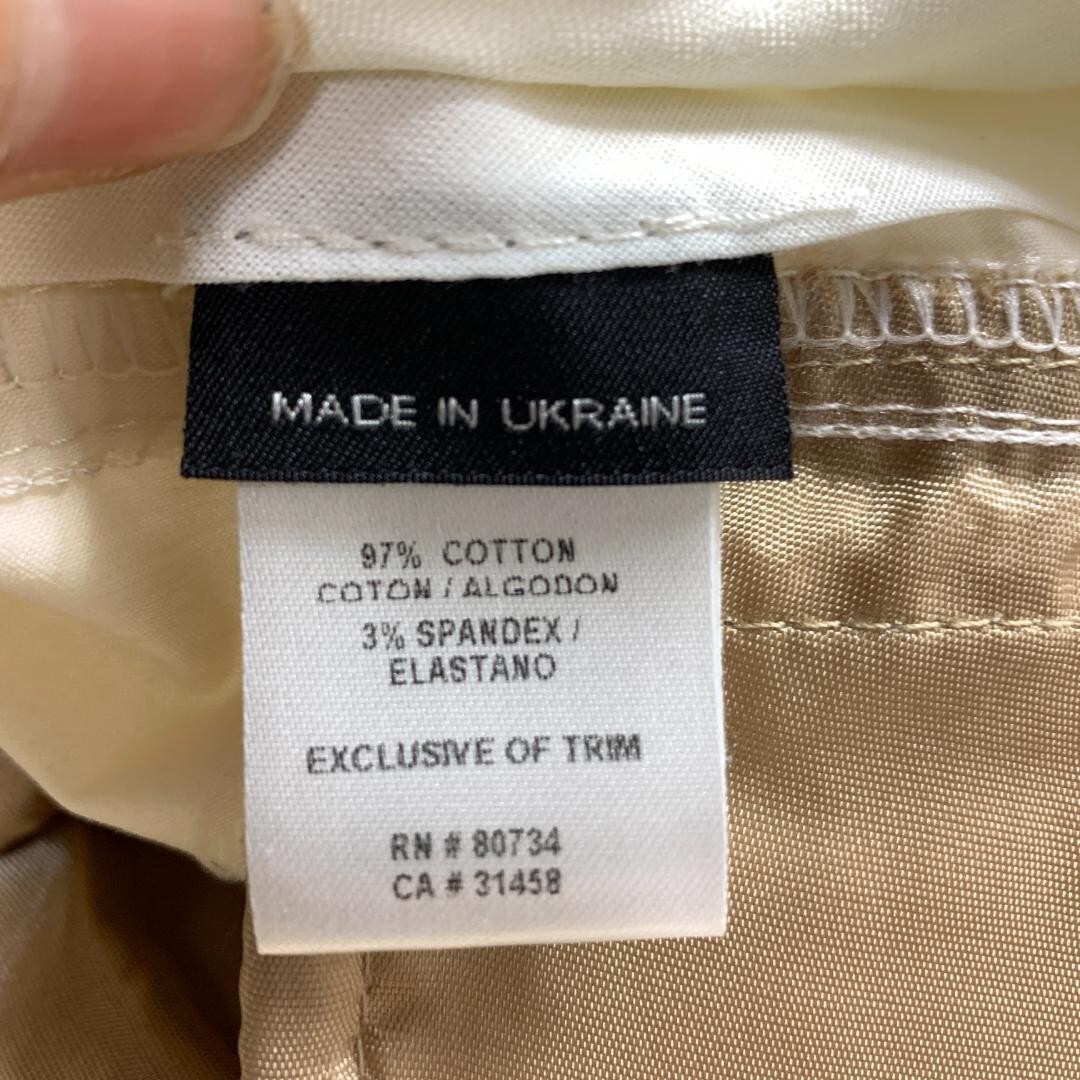 MADE IN UKRAINE
97% COTTON
COTON / ALGODON
3% SPANDEX /
ELASTANO
EXCLUSIVE OF TRIM
RN # 80734
CA # 31458